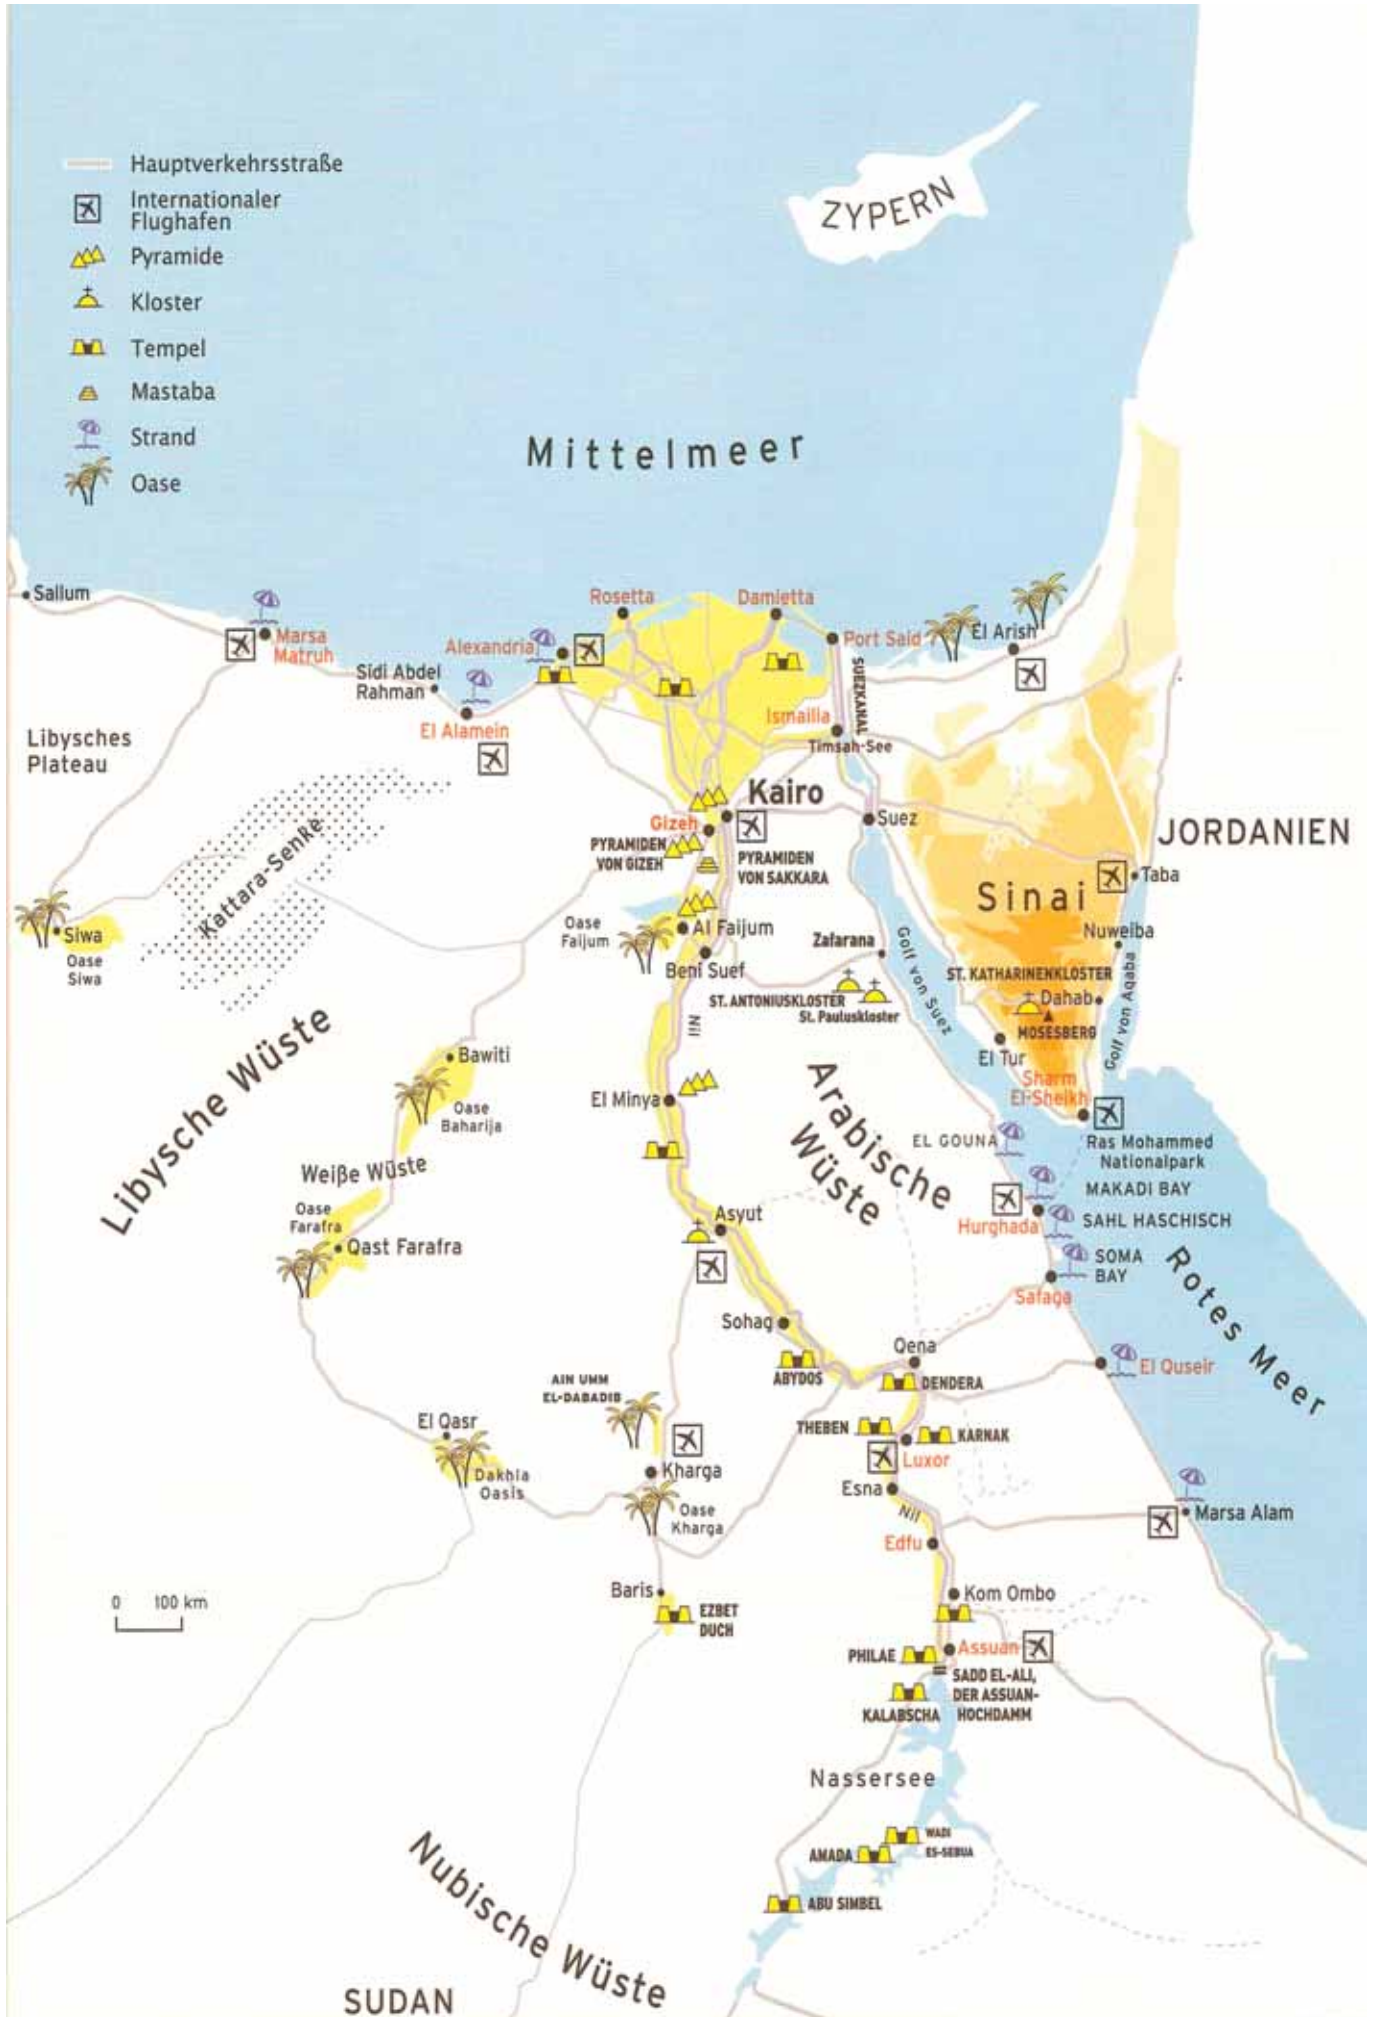 Hauptverkehrsstraße
Internationaler
Flughafen
Pyramide
Kloster
Tempel
Mastaba
Strand
Oase
ZYPERN
Mittelmeer
Sallum
Marsa
Matruh
Sidi Abdel
Rahman
El Alamein
Alexandria
Rosetta
Damietta
Port Said
El Arish
SUEZKANAL
Ismailia
Timsah-See
Libysches
Plateau
Kattara-Senke
Kairo
Gizeh
PYRAMIDEN
VON GIZEH
PYRAMIDEN
VON SAKKARA
Suez
JORDANIEN
Sinai
Taba
Siwa
Oase
Siwa
Oase
Faijum
Al Faijum
Beni Suef
Zafarana
Golf von Suez
Nuweiba
ST. KATHARINENKLOSTER
Dahab
MOSESBERG
Golf von Aqaba
ST. ANTONIUSKLOSTER
St. Pauluskloster
Nil
El Tur
Sharm
El-Sheikh
Ras Mohammed
Nationalpark
Libysche Wüste
Bawiti
Oase
Baharija
El Minya
Arabische
Wüste
EL GOUNA
MAKADI BAY
Hurghada
SAHL HASCHISCH
SOMA
BAY
Safaga
Rotes Meer
Weiße Wüste
Oase
Farafra
Qast Farafra
Asyut
Sohag
Qena
ABYDOS
DENDERA
El Quseir
AIN UMM
EL-DABADIB
El Qasr
Dakhla
Oasis
Kharga
Oase
Kharga
THEBEN
KARNAK
Luxor
Esna
Nil
Edfu
Marsa Alam
0 100 km
Baris
EZBET
DUCH
Kom Ombo
PHILAE
Assuan
SADD EL-ALI,
DER ASSUAN-
HOCHDAMM
KALABSCHA
Nassersee
WADI
ES-SEBUA
AMADA
ABU SIMBEL
Nubische Wüste
SUDAN